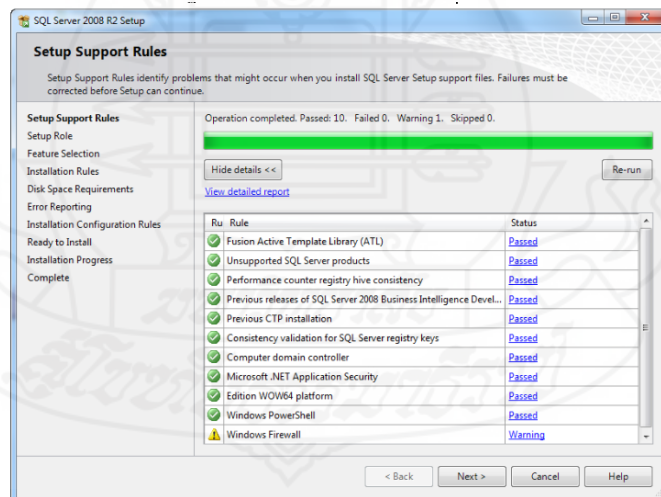 SQL Server 2008 R2 Setup
Setup Support Rules
Setup Support Rules identify problems that might occur when you install SQL Server Setup support files. Failures must be
corrected before Setup can continue.
Setup Support Rules
Setup Role
Feature Selection
Installation Rules
Disk Space Requirements
Error Reporting
Installation Configuration Rules
Ready to Install
Installation Progress
Complete
Operation completed. Passed: 10. Failed 0. Warning 1. Skipped 0.
Hide details <<
Re-run
View detailed report
Ru Rule Status
Fusion Active Template Library (ATL) Passed
Unsupported SQL Server products Passed
Performance counter registry hive consistency Passed
Previous releases of SQL Server 2008 Business Intelligence Devel... Passed
Previous CTP installation Passed
Consistency validation for SQL Server registry keys Passed
Computer domain controller Passed
Microsoft .NET Application Security Passed
Edition WOW64 platform Passed
Windows PowerShell Passed
Windows Firewall Warning
< Back
Next >
Cancel
Help